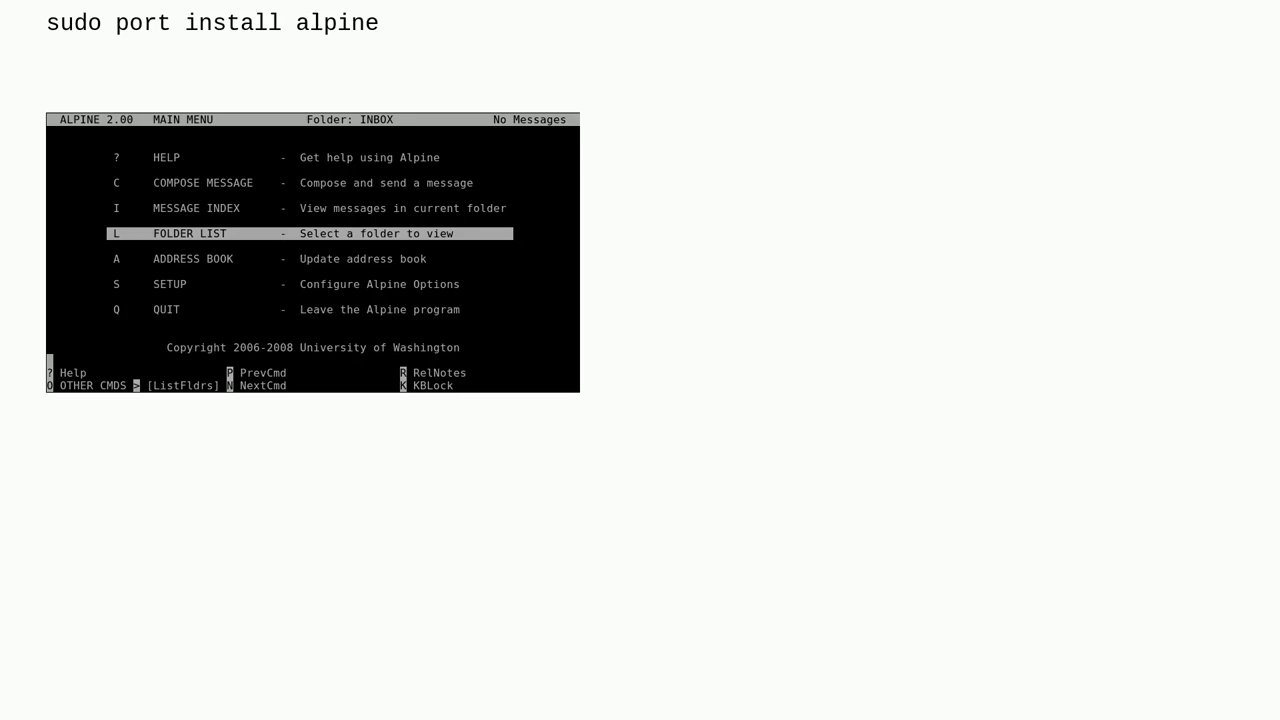 sudo port install alpine
ALPINE 2.00 MAIN MENU Folder: INBOX No Messages
? HELP - Get help using Alpine
C COMPOSE MESSAGE - Compose and send a message
I MESSAGE INDEX - View messages in current folder
L FOLDER LIST - Select a folder to view
A ADDRESS BOOK - Update address book
S SETUP - Configure Alpine Options
Q QUIT - Leave the Alpine program
Copyright 2006-2008 University of Washington
? Help P PrevCmd R RelNotes
O OTHER CMDS > [ListFldrs] N NextCmd K KBLock